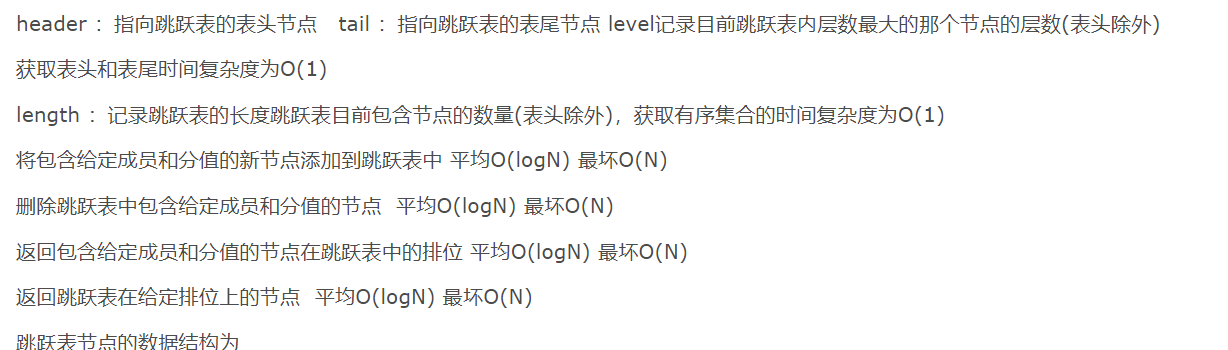 header ： 指向跳跃表的表头节点   tail ： 指向跳跃表的表尾节点 level记录目前跳跃表内层数最大的那个节点的层数(表头除外)
获取表头和表尾时间复杂度为O(1)
length ： 记录跳跃表的长度跳跃表目前包含节点的数量(表头除外)，获取有序集合的时间复杂度为O(1)
将包含给定成员和分值的新节点添加到跳跃表中 平均O(logN) 最坏O(N)
删除跳跃表中包含给定成员和分值的节点  平均O(logN) 最坏O(N)
返回包含给定成员和分值的节点在跳跃表中的排位 平均O(logN) 最坏O(N)
返回跳跃表在给定排位上的节点  平均O(logN) 最坏O(N)
跳跃表节点的数据结构为